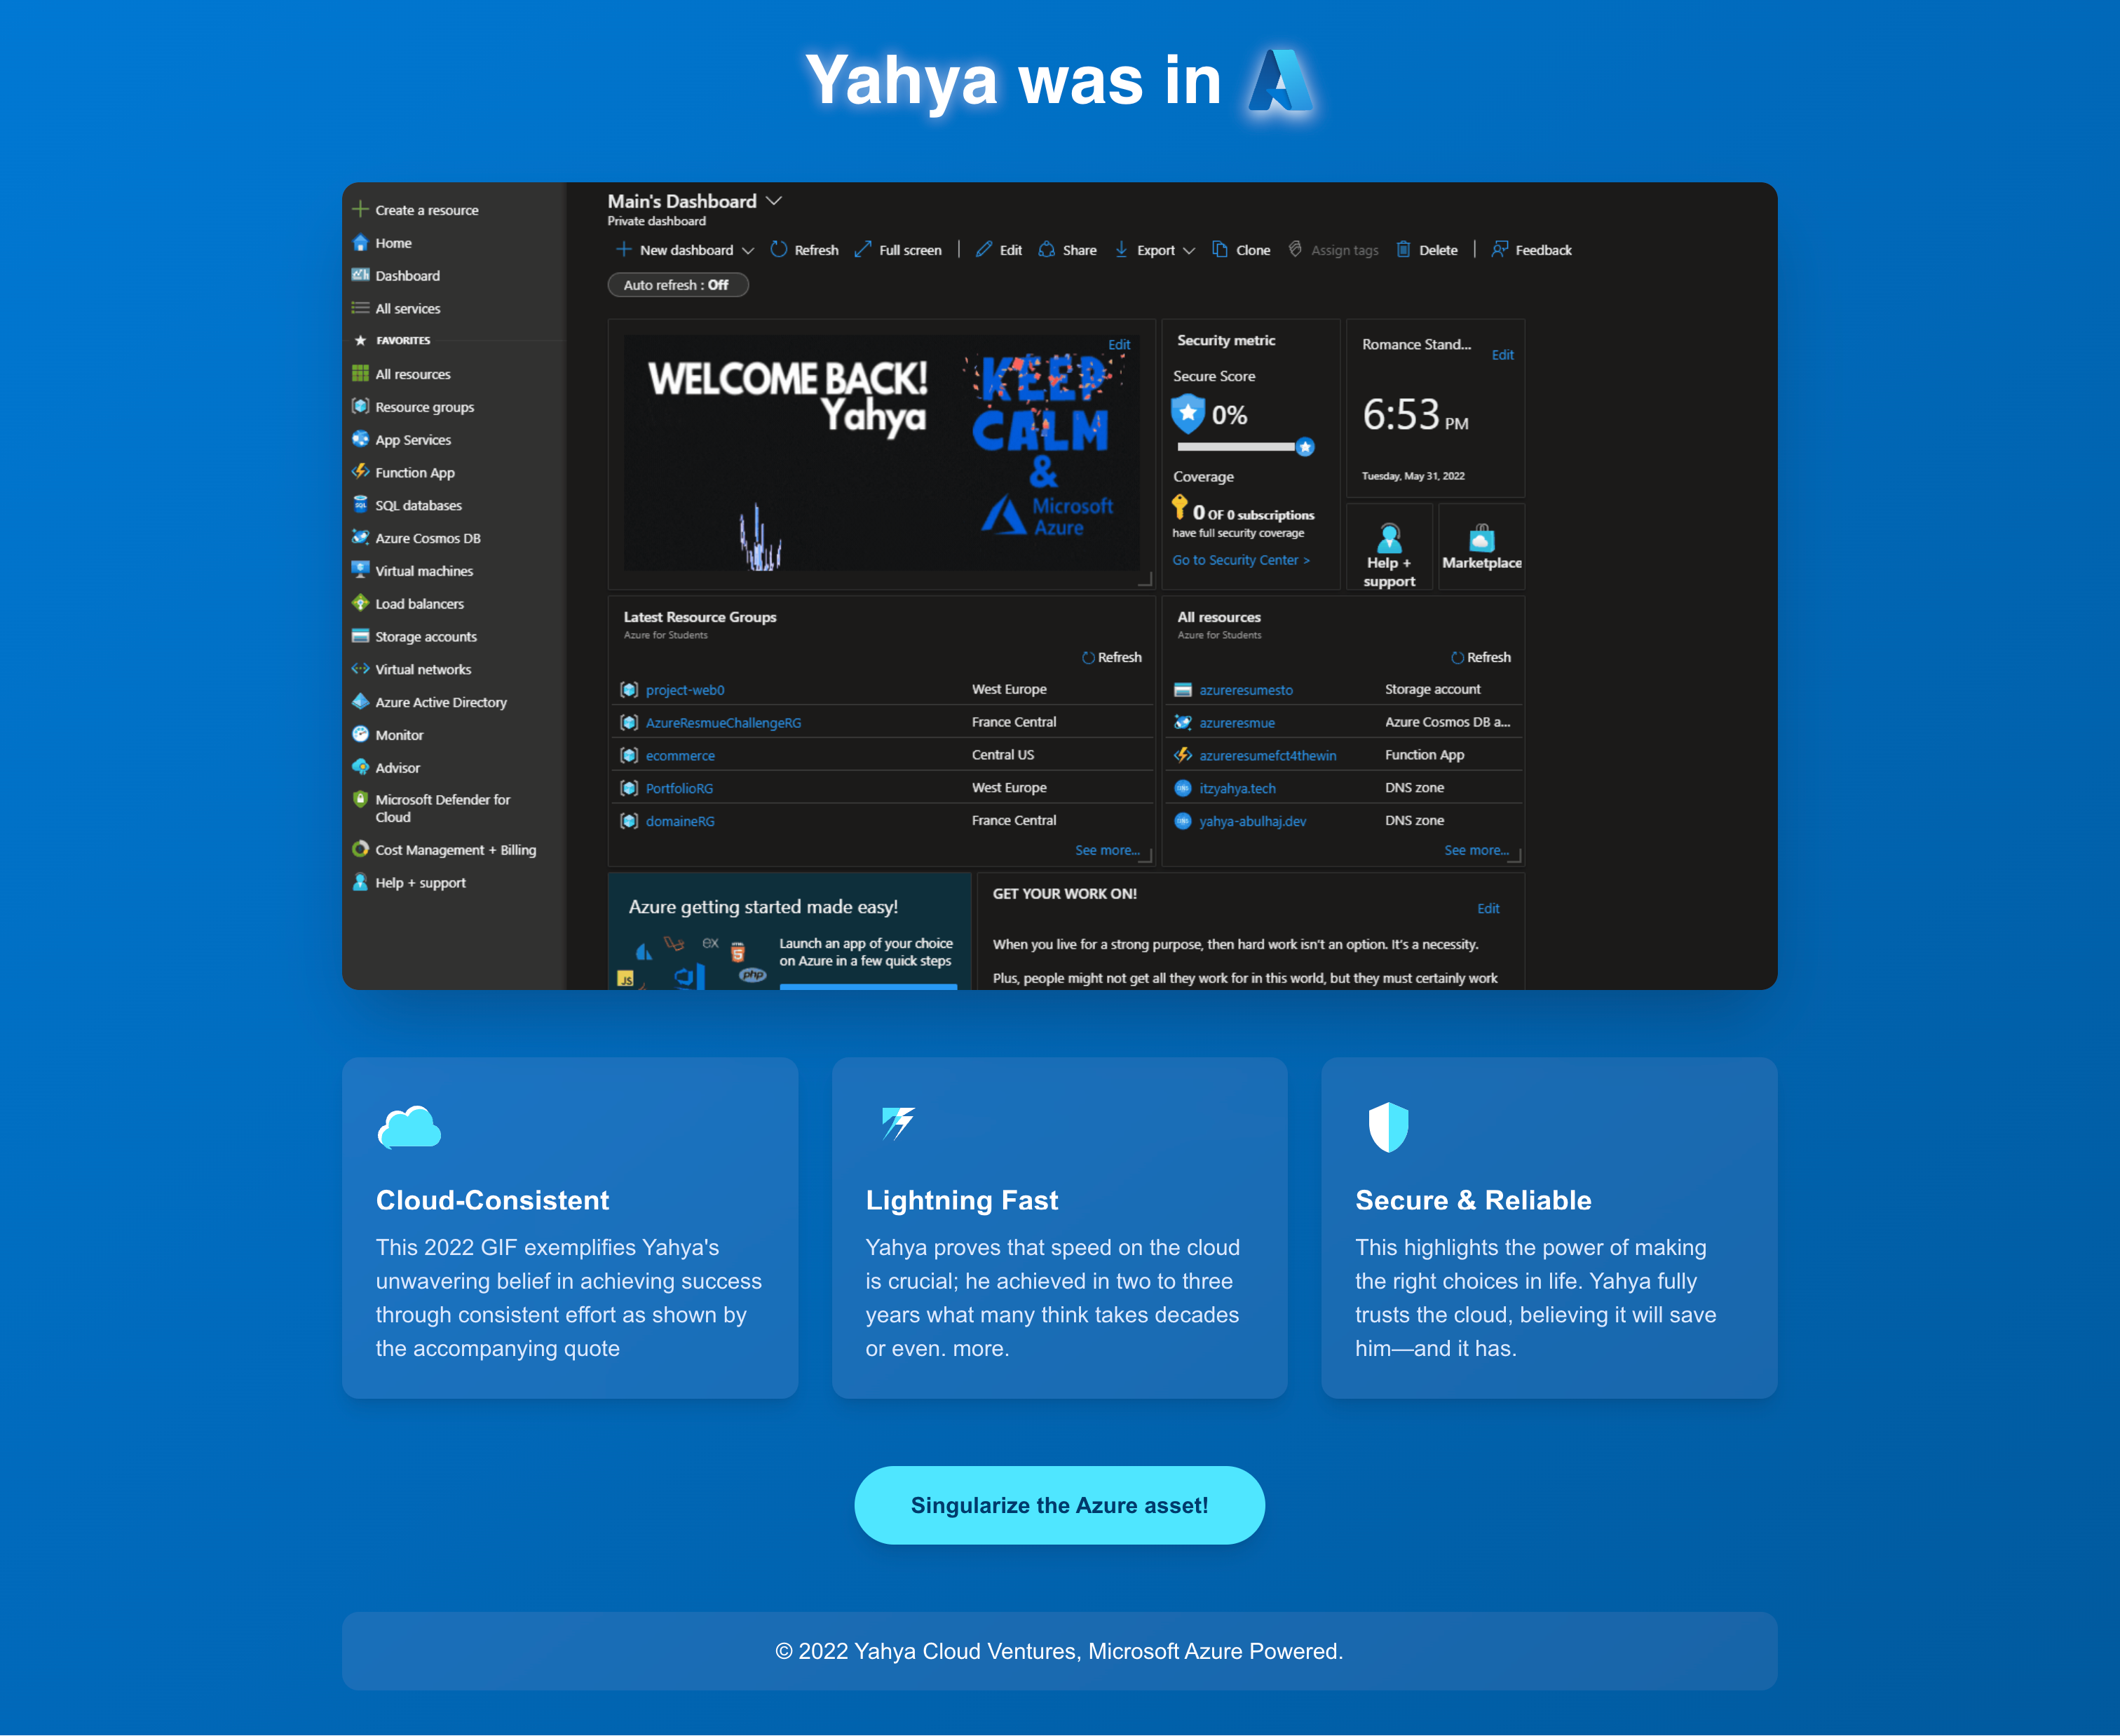 Yahya was in
Create a resource
Home
Dashboard
All services
FAVORITES
All resources
Resource groups
App Services
Function App
SQL databases
Azure Cosmos DB
Virtual machines
Load balancers
Storage accounts
Virtual networks
Azure Active Directory
Monitor
Advisor
Microsoft Defender for
Cloud
Cost Management + Billing
Help + support
Main's Dashboard
Private dashboard
New dashboard Refresh Full screen Edit Share Export Clone Assign tags Delete Feedback
Auto refresh : Off
Edit
WELCOME BACK!
Yahya
KEEP
CALM
&
Microsoft
Azure
Security metric
Secure Score
0%
Coverage
0 OF 0 subscriptions
have full security coverage
Go to Security Center >
Romance Stand...
Edit
6:53 PM
Tuesday, May 31, 2022
Help +
support
Marketplace
Latest Resource Groups
Azure for Students
Refresh
project-web0 West Europe
AzureResmueChallengeRG France Central
ecommerce Central US
PortfolioRG West Europe
domaineRG France Central
See more...
All resources
Azure for Students
Refresh
azureresumesto Storage account
azureresmue Azure Cosmos DB a...
azureresumefct4thewin Function App
itzyahya.tech DNS zone
yahya-abulhaj.dev DNS zone
See more...
Azure getting started made easy!
ex
JS
php
Launch an app of your choice
on Azure in a few quick steps
GET YOUR WORK ON!
Edit
When you live for a strong purpose, then hard work isn't an option. It's a necessity.
Plus, people might not get all they work for in this world, but they must certainly work
Cloud-Consistent
This 2022 GIF exemplifies Yahya's
unwavering belief in achieving success
through consistent effort as shown by
the accompanying quote
Lightning Fast
Yahya proves that speed on the cloud
is crucial; he achieved in two to three
years what many think takes decades
or even. more.
Secure & Reliable
This highlights the power of making
the right choices in life. Yahya fully
trusts the cloud, believing it will save
him—and it has.
Singularize the Azure asset!
© 2022 Yahya Cloud Ventures, Microsoft Azure Powered.